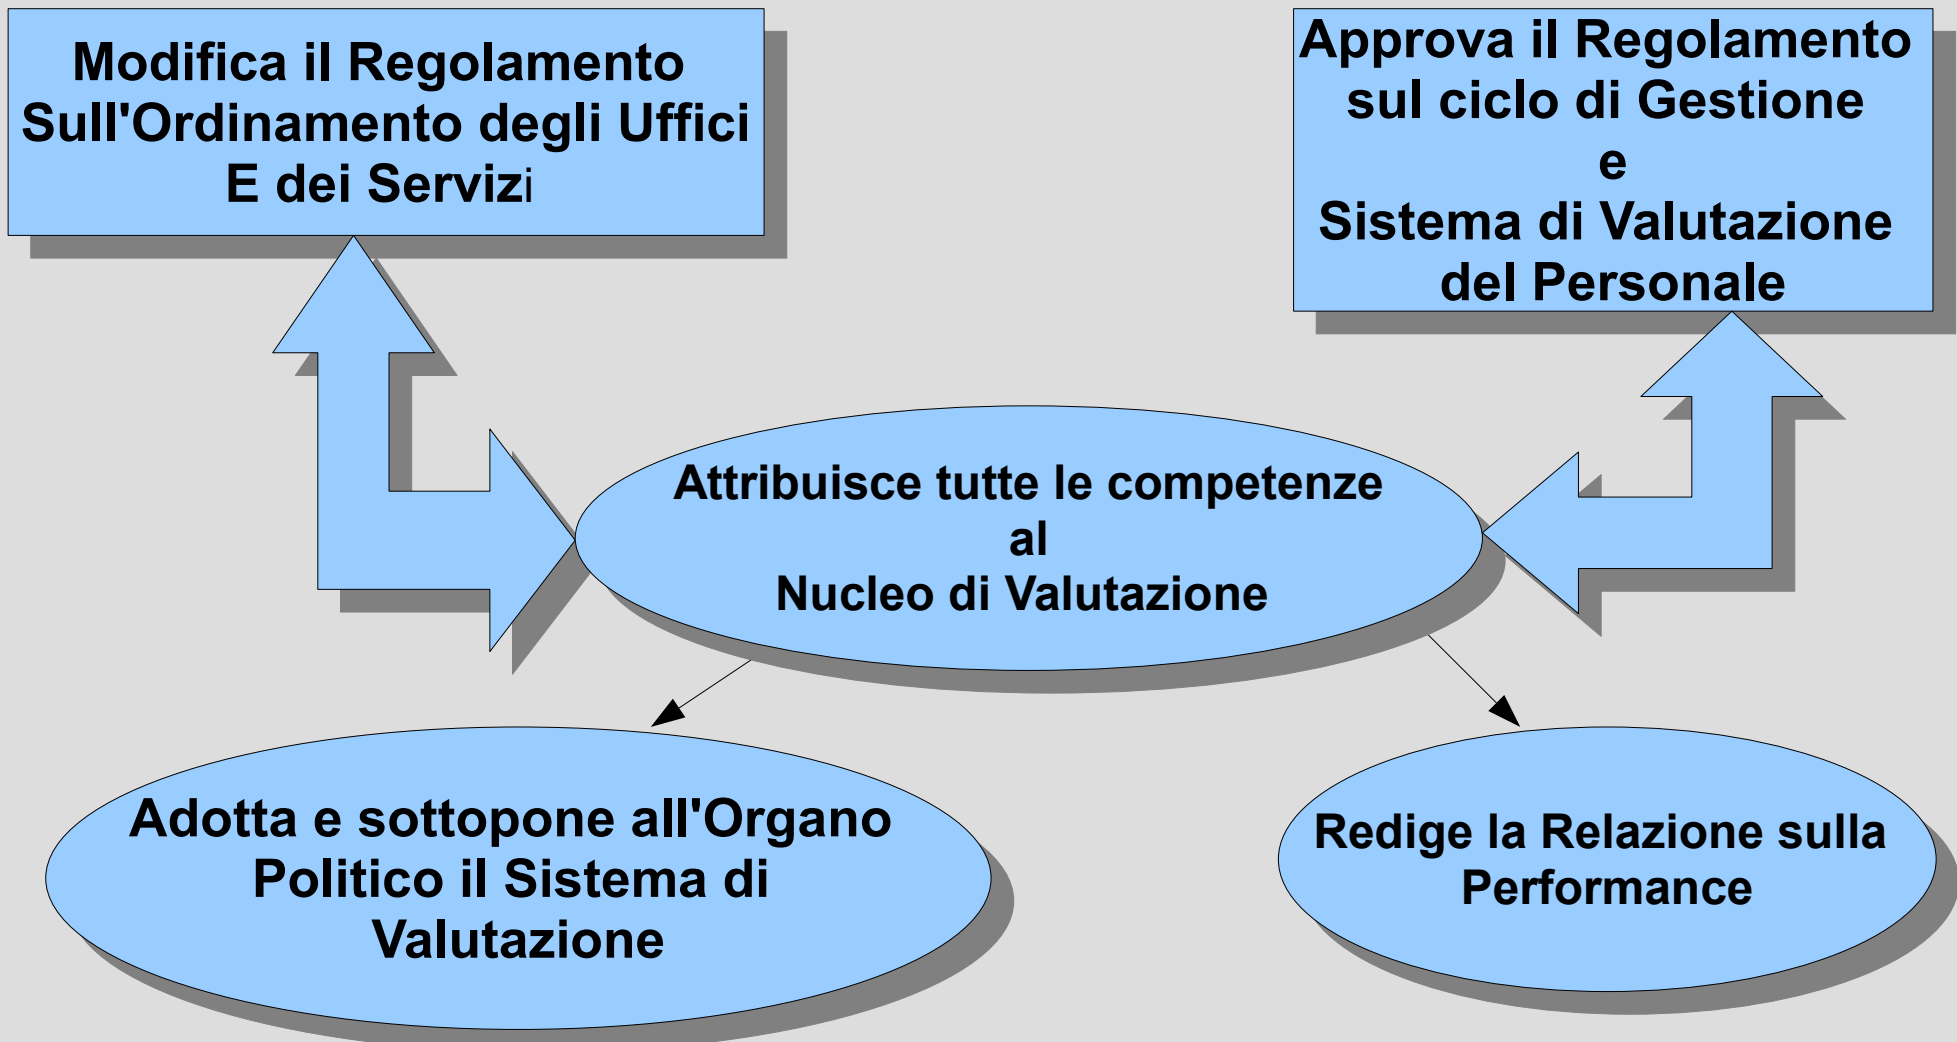 Modifica il Regolamento
Sull'Ordinamento degli Uffici
E dei Servizi
Approva il Regolamento
sul ciclo di Gestione
e
Sistema di Valutazione
del Personale
Attribuisce tutte le competenze
al
Nucleo di Valutazione
Adotta e sottopone all'Organo
Politico il Sistema di
Valutazione
Redige la Relazione sulla
Performance